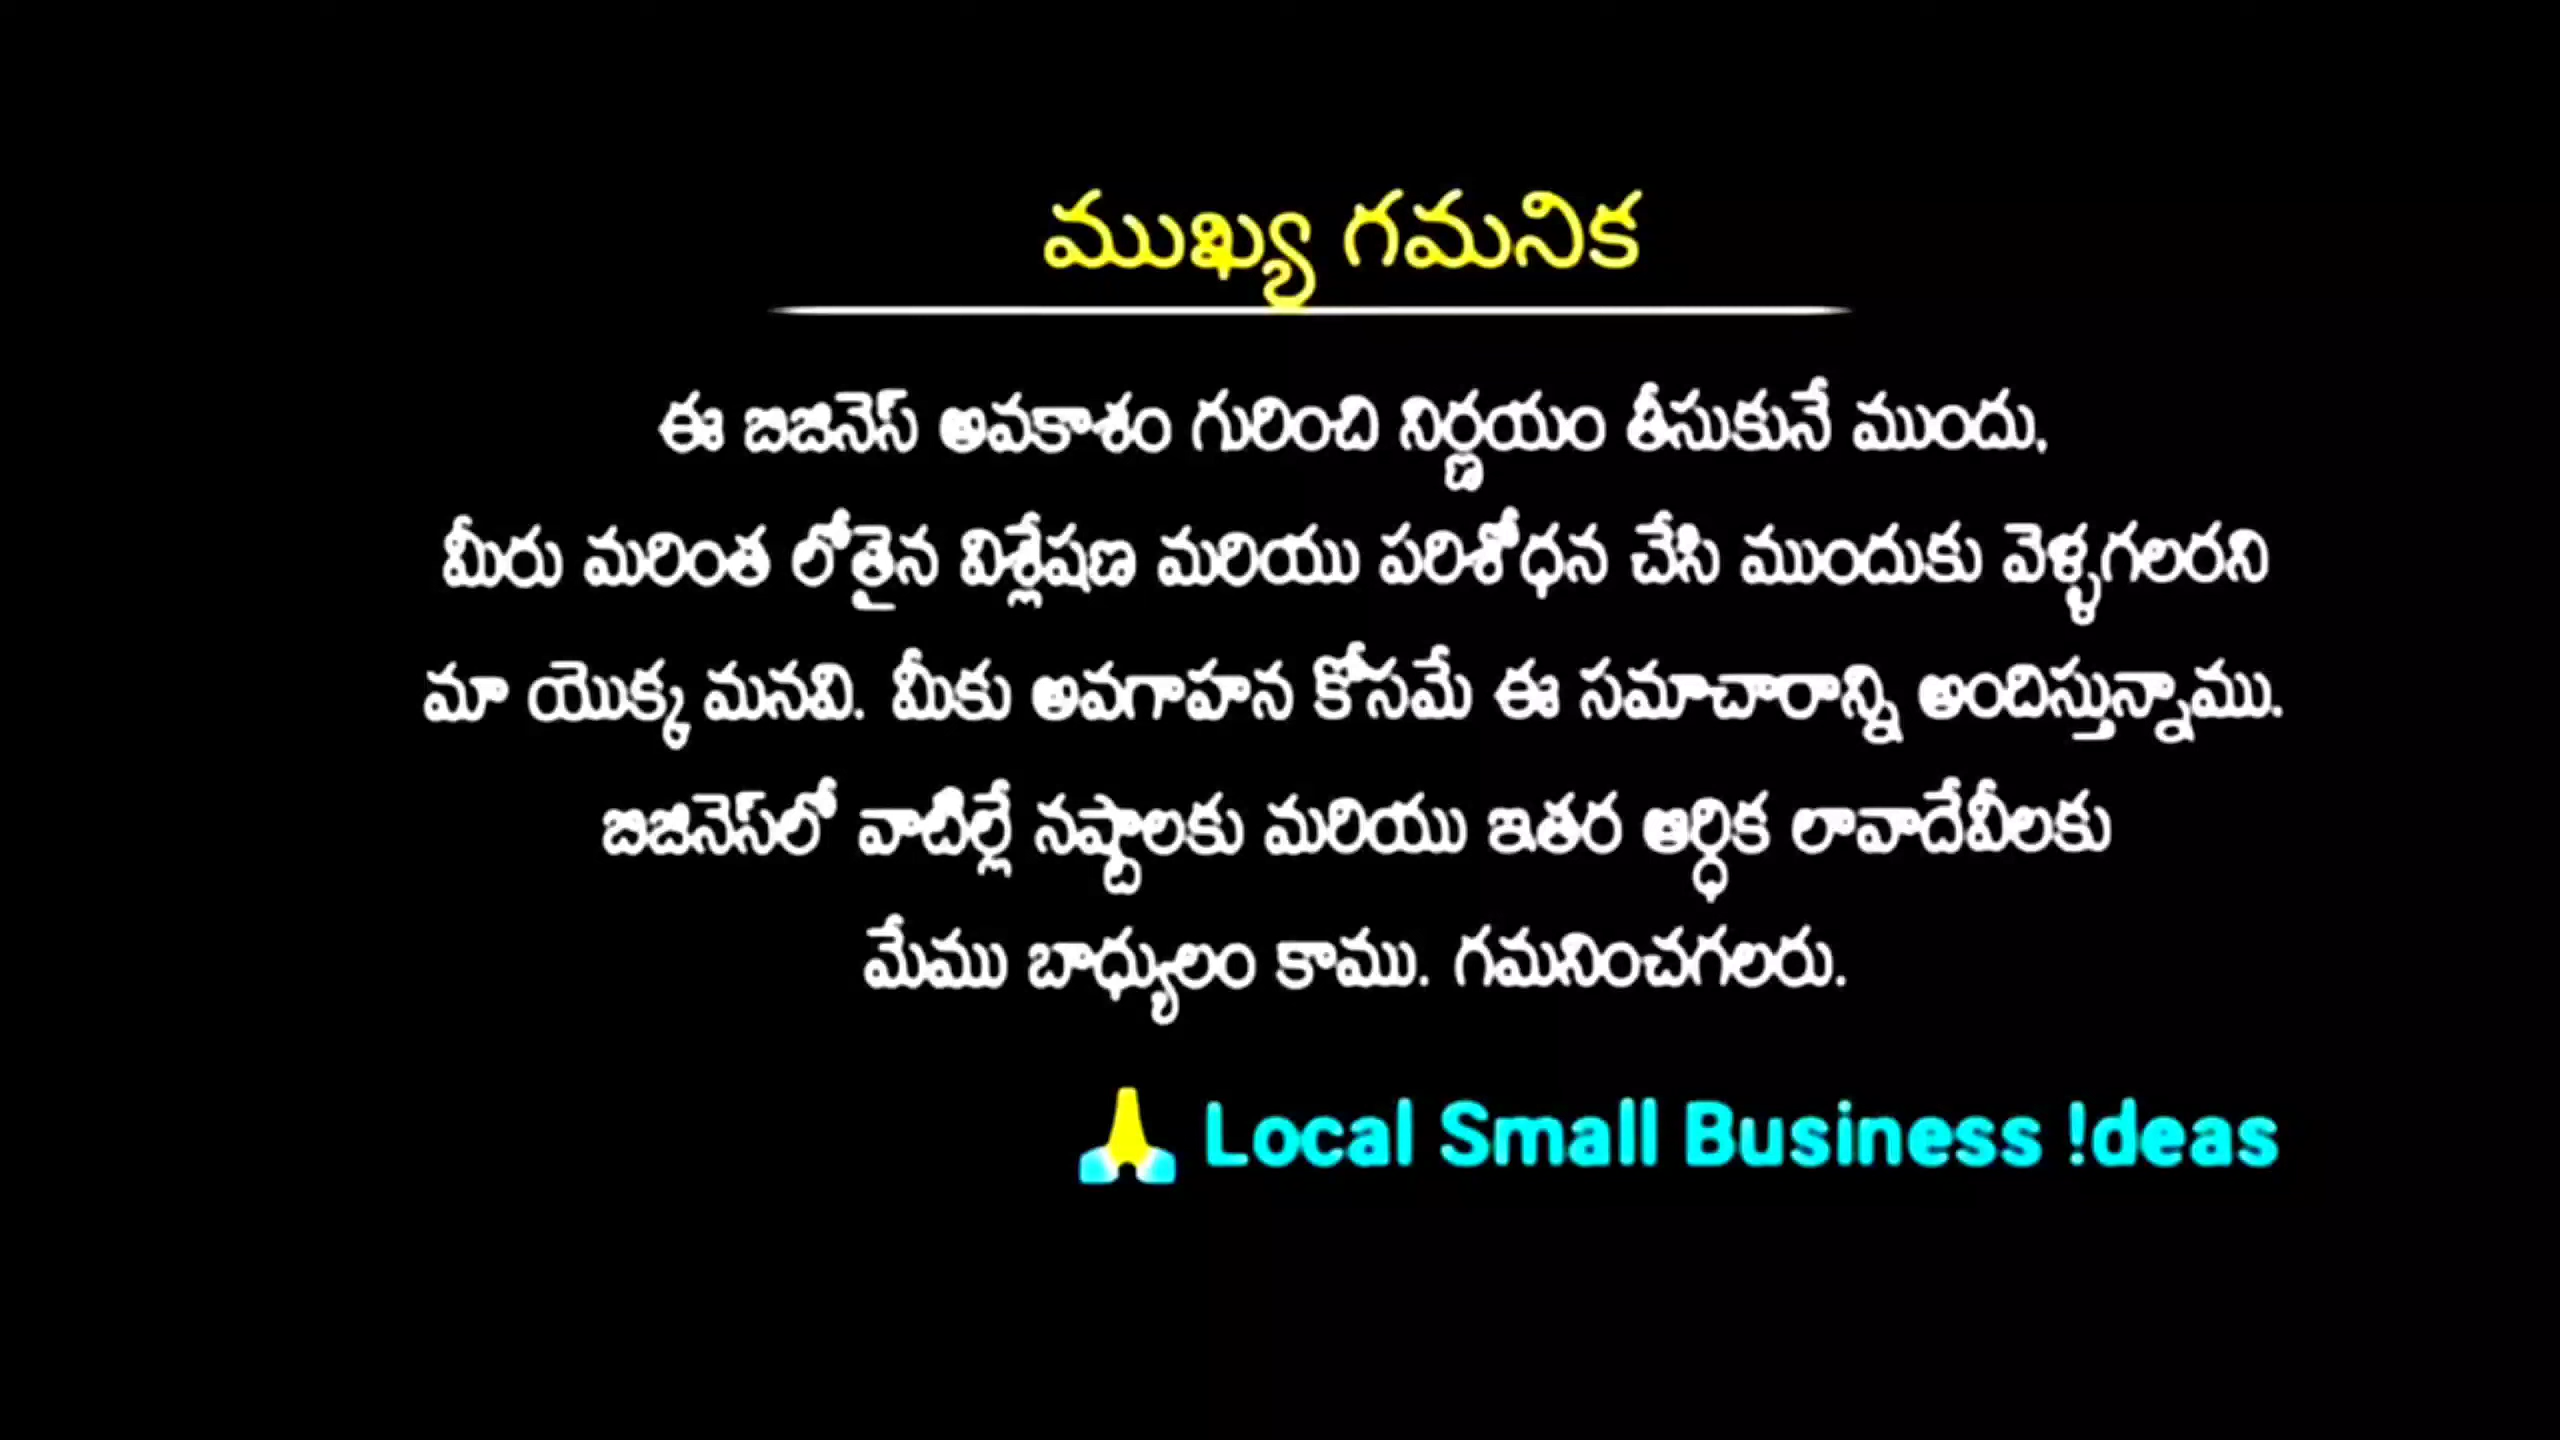 ముఖ్య గమనిక
ఈ బిజినెస్ అవకాశం గురించి నిర్ణయం తీసుకునే ముందు,
మీరు మరింత లోతైన విశ్లేషణ మరియు పరిశోధన చేసి ముందుకు వెళ్ళగలరని
మా యొక్క మనవి. మీకు అవగాహన కోసమే ఈ సమాచారాన్ని అందిస్తున్నాము.
బిజినెస్‌లో వాటిల్లే నష్టాలకు మరియు ఇతర ఆర్ధిక లావాదేవీలకు
మేము బాధ్యులం కాము. గమనించగలరు.
🙏 Local Small Business !deas